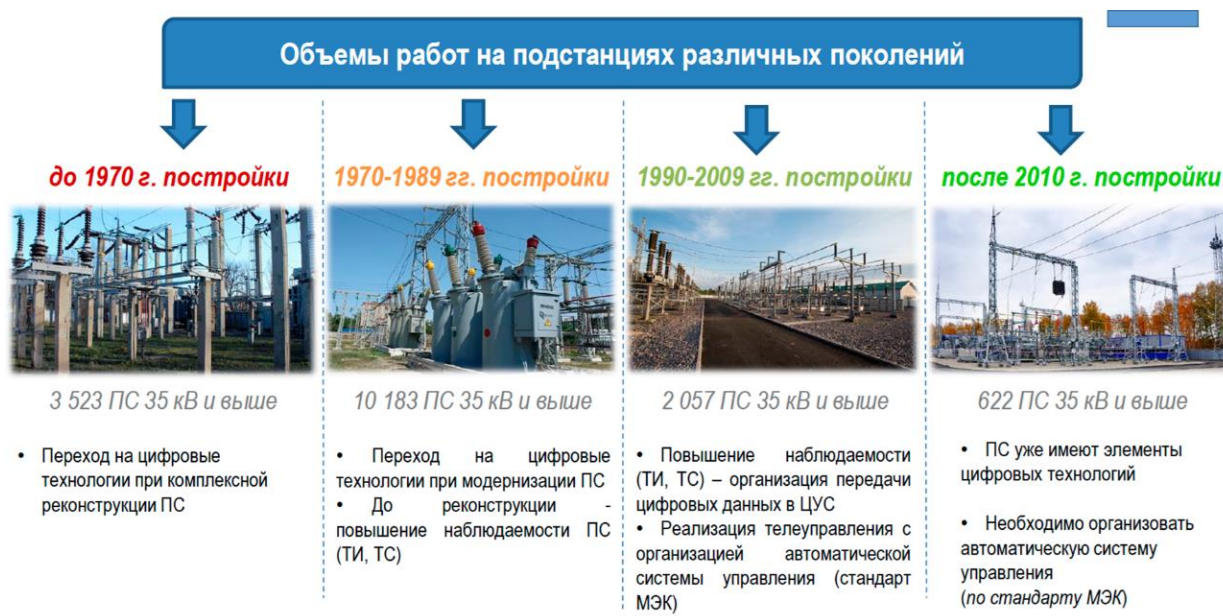 Объемы работ на подстанциях различных поколений
до 1970 г. постройки
3 523 ПС 35 кВ и выше
• Переход на цифровые
технологии при комплексной
реконструкции ПС
1970-1989 гг. постройки
10 183 ПС 35 кВ и выше
• Переход на цифровые
технологии при модернизации ПС
• До реконструкции -
повышение наблюдаемости ПС
(ТИ, ТС)
1990-2009 гг. постройки
2 057 ПС 35 кВ и выше
• Повышение наблюдаемости
(ТИ, ТС) – организация передачи
цифровых данных в ЦУС
• Реализация телеуправления с
организацией автоматической
системы управления (стандарт
МЭК)
после 2010 г. постройки
622 ПС 35 кВ и выше
• ПС уже имеют элементы
цифровых технологий
• Необходимо организовать
автоматическую систему
управления
(по стандарту МЭК)